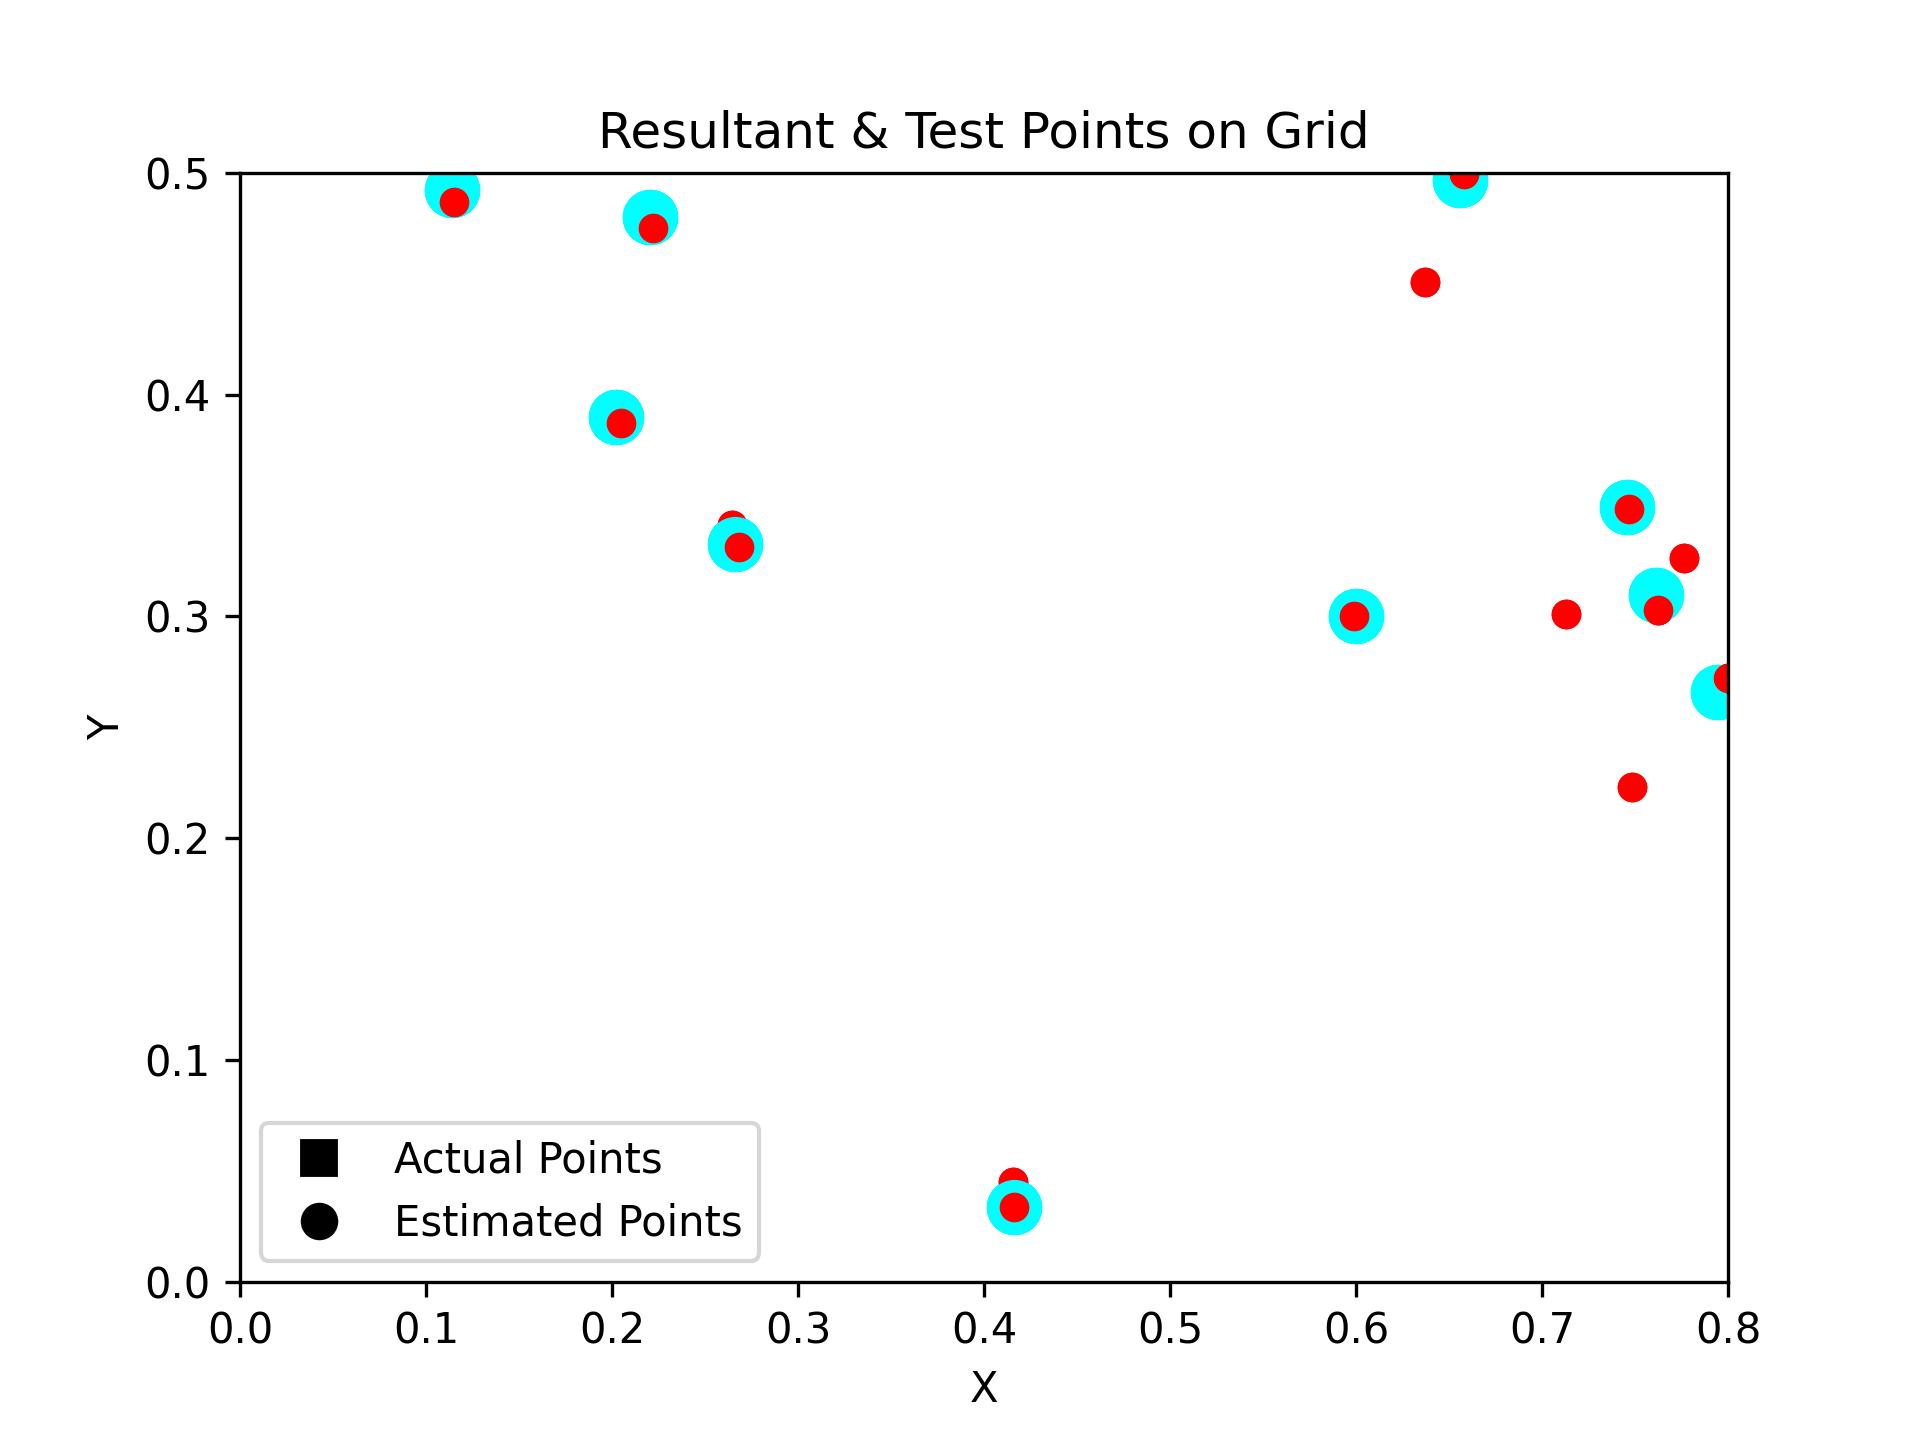 Resultant & Test Points on Grid
0.5
0.4
0.3
0.2
0.1
0.0
Y
Actual Points
Estimated Points
0.0 0.1 0.2 0.3 0.4 0.5 0.6 0.7 0.8
X